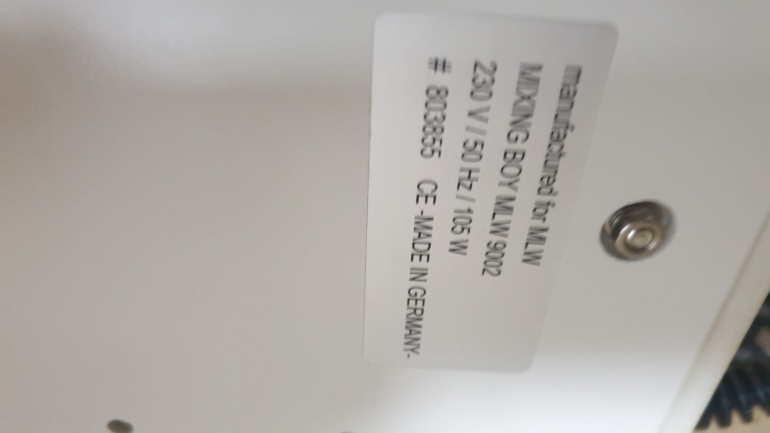 manufactured for MLW
MIXING BOY MLW 9002
230 V / 50 Hz / 105 W
# 803855 CE -MADE IN GERMANY-